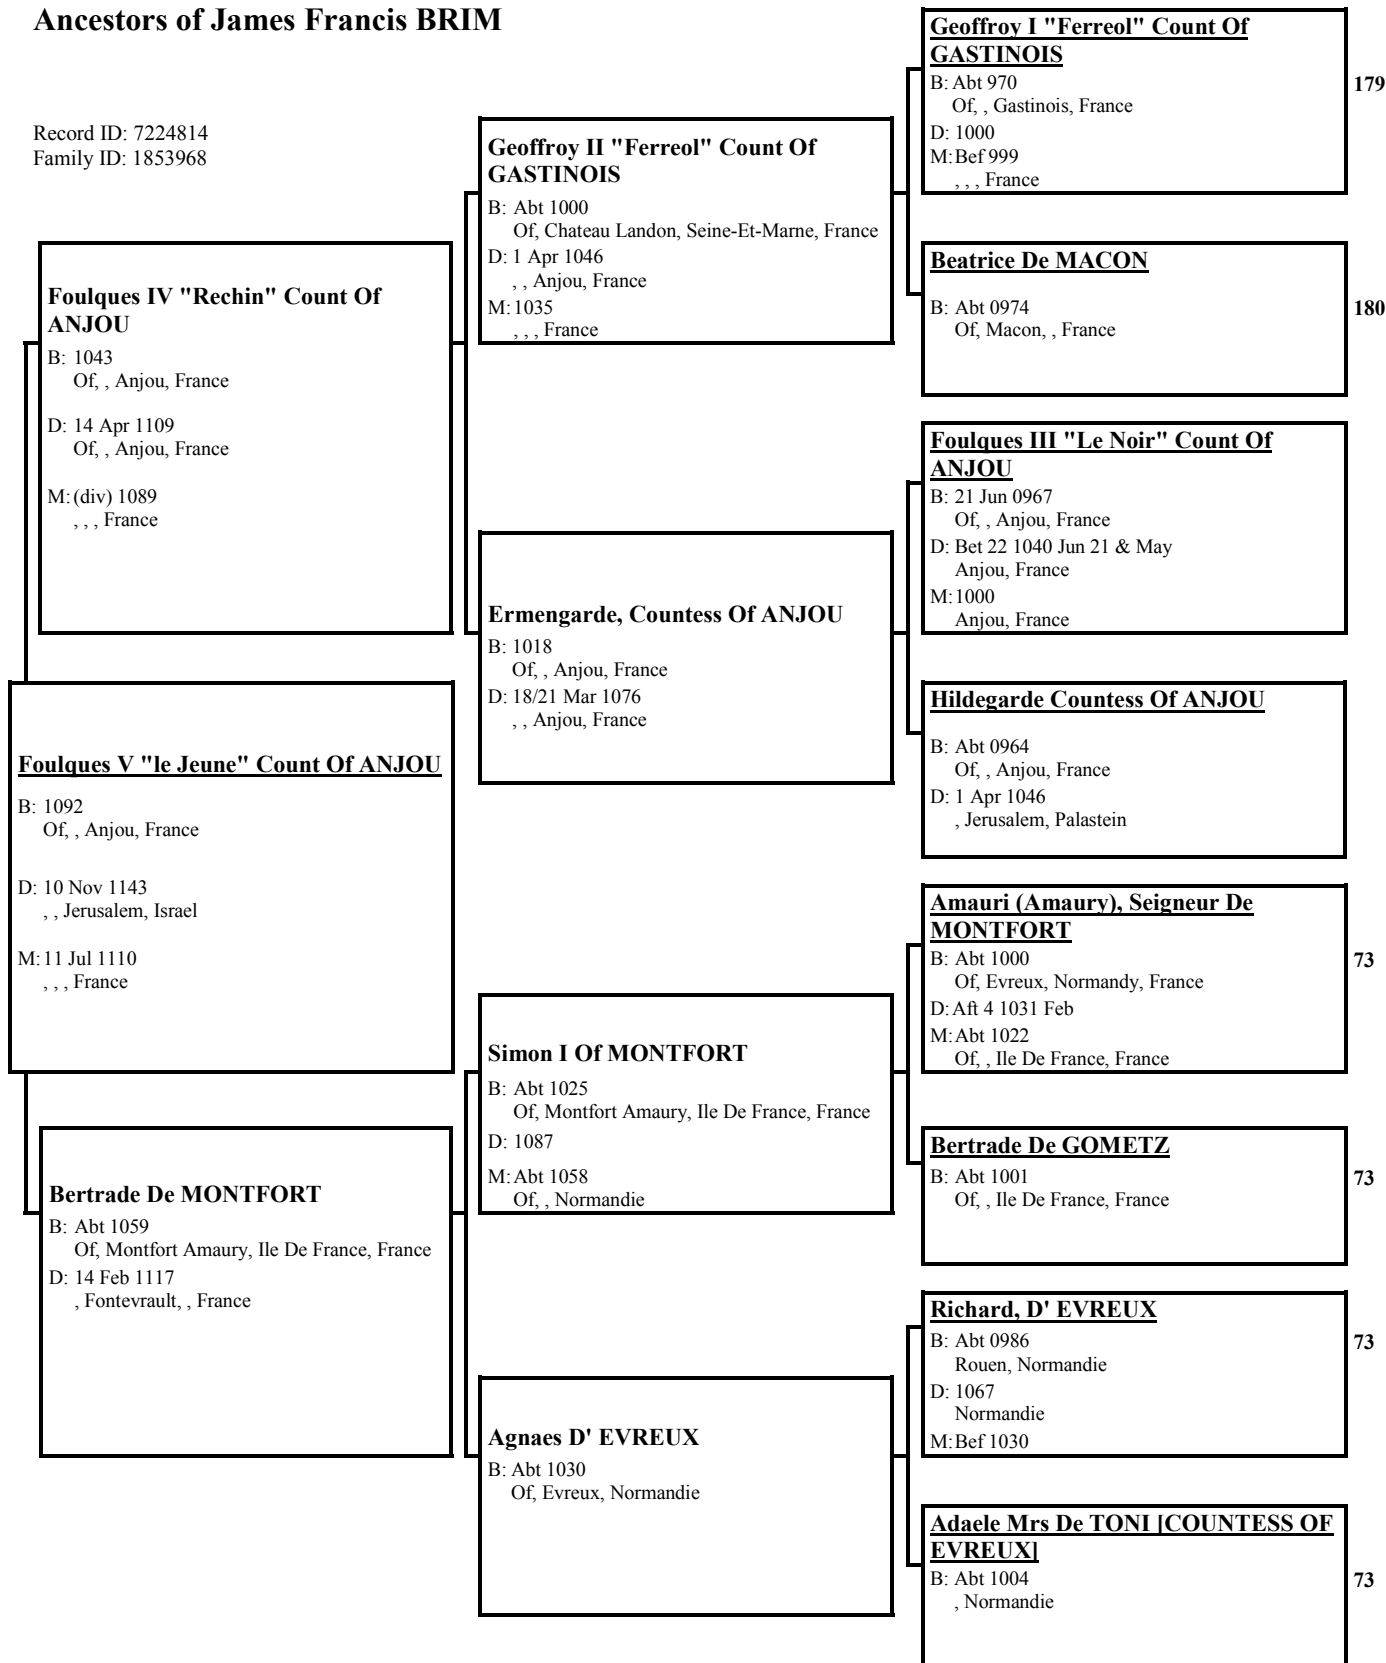 Ancestors of James Francis BRIM
Record ID: 7224814
Family ID: 1853968
Foulques V "le Jeune" Count Of ANJOU
B: 1092
Of, , Anjou, France
D: 10 Nov 1143
, , Jerusalem, Israel
M: 11 Jul 1110
, , , France
Foulques IV "Rechin" Count Of
ANJOU
B: 1043
Of, , Anjou, France
D: 14 Apr 1109
Of, , Anjou, France
M: (div) 1089
, , , France
Bertrade De MONTFORT
B: Abt 1059
Of, Montfort Amaury, Ile De France, France
D: 14 Feb 1117
, Fontevrault, , France
Geoffroy II "Ferreol" Count Of
GASTINOIS
B: Abt 1000
Of, Chateau Landon, Seine-Et-Marne, France
D: 1 Apr 1046
, , Anjou, France
M: 1035
, , , France
Ermengarde, Countess Of ANJOU
B: 1018
Of, , Anjou, France
D: 18/21 Mar 1076
, , Anjou, France
Simon I Of MONTFORT
B: Abt 1025
Of, Montfort Amaury, Ile De France, France
D: 1087
M: Abt 1058
Of, , Normandie
Agnaes D' EVREUX
B: Abt 1030
Of, Evreux, Normandie
Geoffroy I "Ferreol" Count Of
GASTINOIS
B: Abt 970
Of, , Gastinois, France
D: 1000
M: Bef 999
, , , France
179
Beatrice De MACON
B: Abt 0974
Of, Macon, , France
180
Foulques III "Le Noir" Count Of
ANJOU
B: 21 Jun 0967
Of, , Anjou, France
D: Bet 22 1040 Jun 21 & May
Anjou, France
M: 1000
Anjou, France
Hildegarde Countess Of ANJOU
B: Abt 0964
Of, , Anjou, France
D: 1 Apr 1046
, Jerusalem, Palastein
Amauri (Amaury), Seigneur De
MONTFORT
B: Abt 1000
Of, Evreux, Normandy, France
D: Aft 4 1031 Feb
M: Abt 1022
Of, , Ile De France, France
73
Bertrade De GOMETZ
B: Abt 1001
Of, , Ile De France, France
73
Richard, D' EVREUX
B: Abt 0986
Rouen, Normandie
D: 1067
Normandie
M: Bef 1030
73
Adaele Mrs De TONI [COUNTESS OF
EVREUX]
B: Abt 1004
, Normandie
73